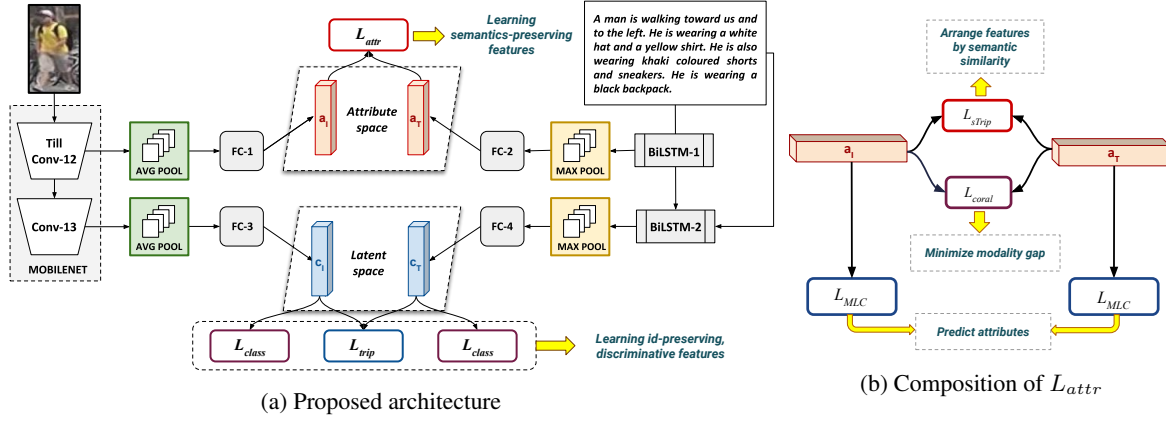 Learning
semantics-preserving
features
L_attr
A man is walking toward us and
to the left. He is wearing a white
hat and a yellow shirt. He is also
wearing khaki coloured shorts
and sneakers. He is wearing a
black backpack.
Till
Conv-12
AVG POOL
FC-1
a_I
Attribute
space
a_T
FC-2
MAX POOL
BiLSTM-1
Conv-13
MOBILENET
AVG POOL
FC-3
c_I
Latent
space
c_T
FC-4
MAX POOL
BiLSTM-2
L_class
L_trip
L_class
Learning id-preserving,
discriminative features
(a) Proposed architecture
Arrange features
by semantic
similarity
L_sTrip
a_I
a_T
L_coral
Minimize modality gap
L_MLC
L_MLC
Predict attributes
(b) Composition of L_attr